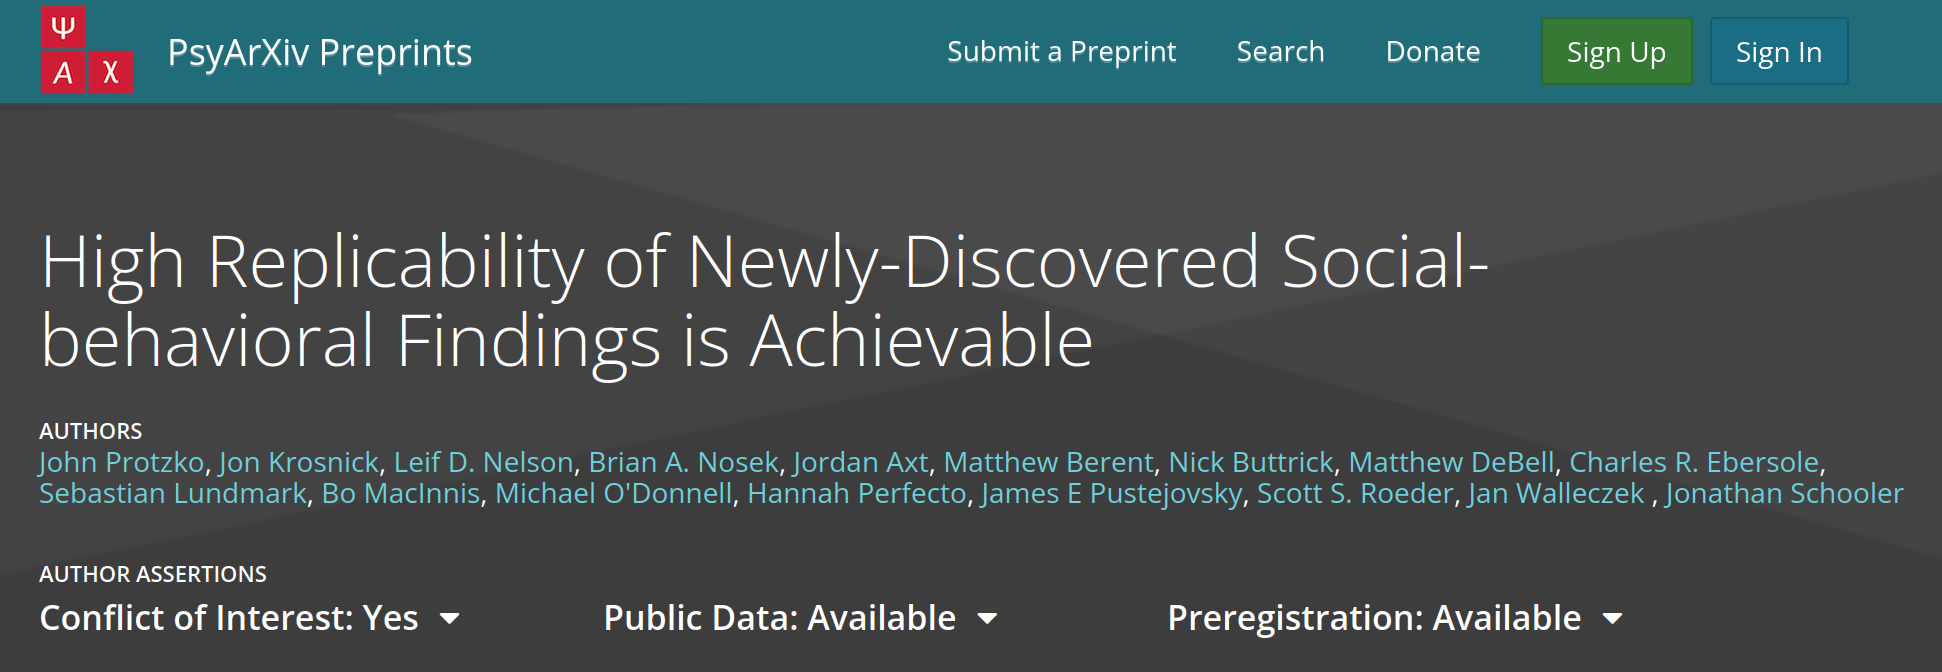 Ψ
A χ
PsyArXiv Preprints Submit a Preprint Search Donate Sign Up Sign In
High Replicability of Newly-Discovered Social-
behavioral Findings is Achievable
AUTHORS
John Protzko, Jon Krosnick, Leif D. Nelson, Brian A. Nosek, Jordan Axt, Matthew Berent, Nick Buttrick, Matthew DeBell, Charles R. Ebersole,
Sebastian Lundmark, Bo MacInnis, Michael O'Donnell, Hannah Perfecto, James E Pustejovsky, Scott S. Roeder, Jan Walleczek , Jonathan Schooler
AUTHOR ASSERTIONS
Conflict of Interest: Yes Public Data: Available Preregistration: Available